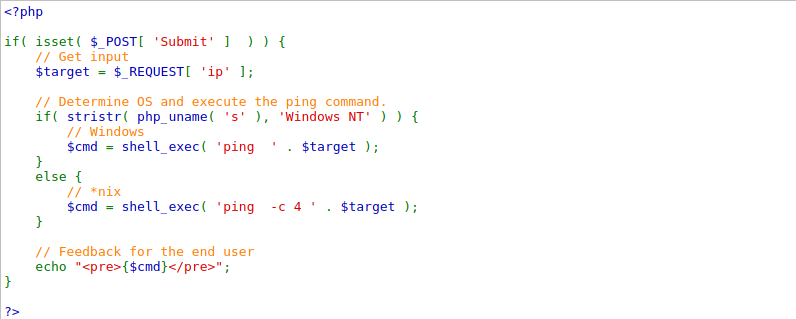 <?php

if( isset( $_POST[ 'Submit' ]  ) ) {
    // Get input
    $target = $_REQUEST[ 'ip' ];

    // Determine OS and execute the ping command.
    if( stristr( php_uname( 's' ), 'Windows NT' ) ) {
        // Windows
        $cmd = shell_exec( 'ping  ' . $target );
    }
    else {
        // *nix
        $cmd = shell_exec( 'ping  -c 4 ' . $target );
    }

    // Feedback for the end user
    echo "<pre>{$cmd}</pre>";
}

?>